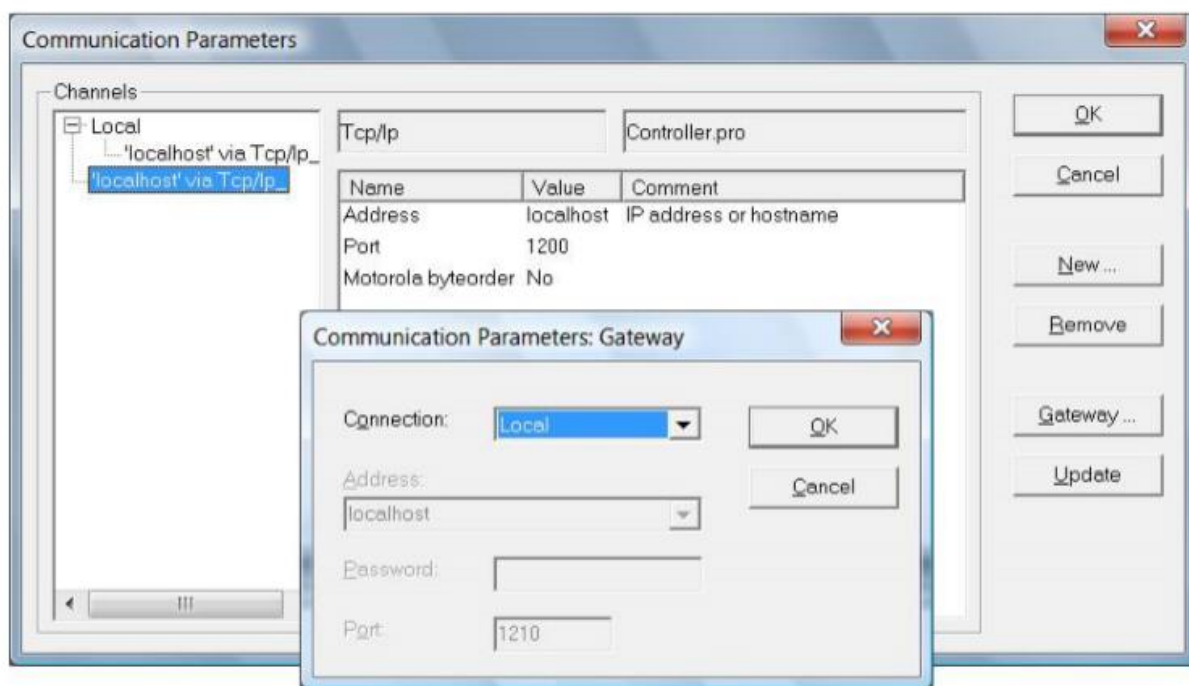 Communication Parameters
Channels
Local
'localhost' via Tcp/Ip_
'localhost' via Tcp/Ip_
Tcp/Ip
Controller.pro
Name Value Comment
Address localhost IP address or hostname
Port 1200
Motorola byteorder No
OK
Cancel
New ...
Remove
Gateway ...
Update
Communication Parameters: Gateway
Connection: Local
OK
Address:
localhost
Cancel
Password:
Port: 1210